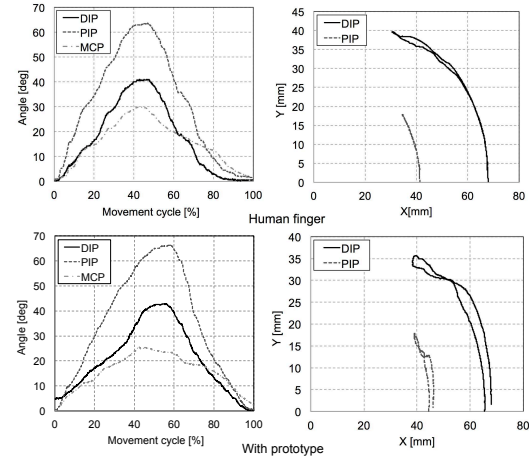 70
60
50
40
30
20
10
0
Angle [deg]
DIP
PIP
MCP
0 20 40 60 80 100
Movement cycle [%]
45
40
35
30
25
20
15
10
5
0
Y [mm]
DIP
PIP
0 20 40 60 80
X[mm]
Human finger
70
60
50
40
30
20
10
0
Angle [deg]
DIP
PIP
MCP
0 20 40 60 80 100
Movement cycle [%]
40
35
30
25
20
15
10
5
0
Y [mm]
DIP
PIP
0 20 40 60 80
X [mm]
With prototype